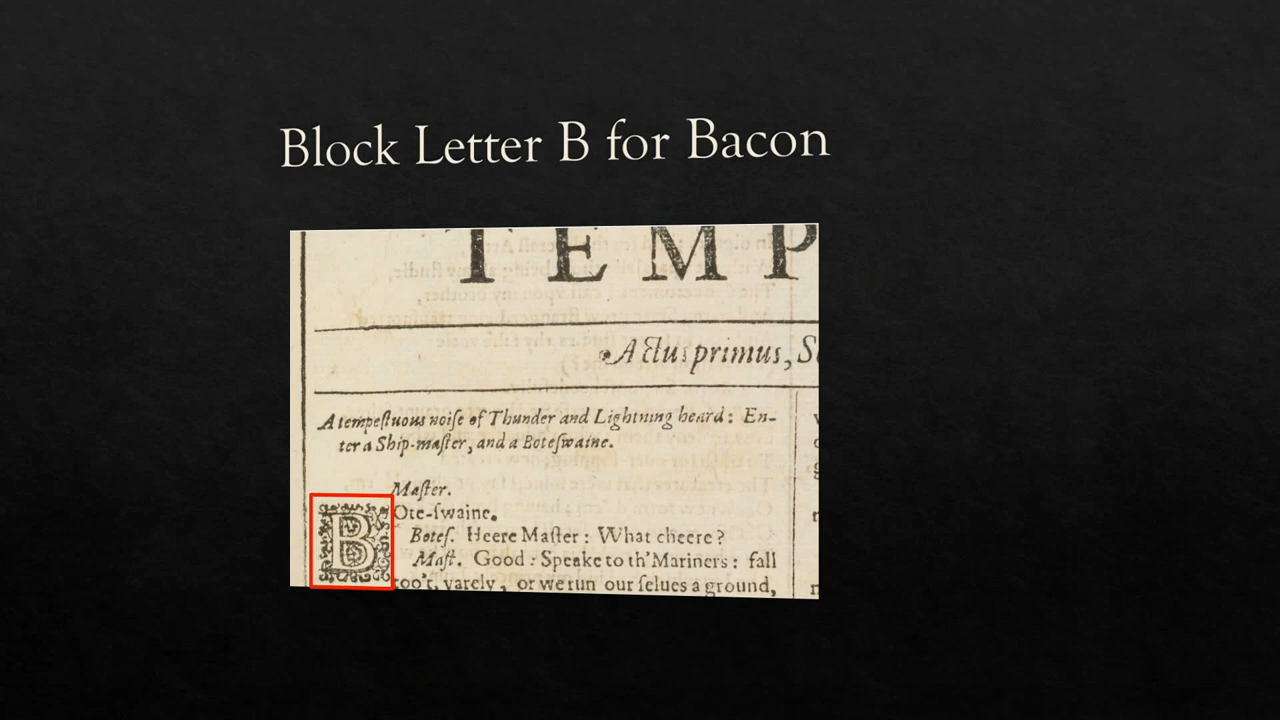 Block Letter B for Bacon
TEMP
Actus primus, S
A tempeſtuous noiſe of Thunder and Lightning heard: En-
ter a Ship-maſter, and a Boteſwaine.
Maſter.
BOte-ſwaine.
Boteſ. Heere Maſter: What cheere?
Maſt. Good: Speake to th'Mariners: fall
too't, yarely, or we run our ſelues a ground,